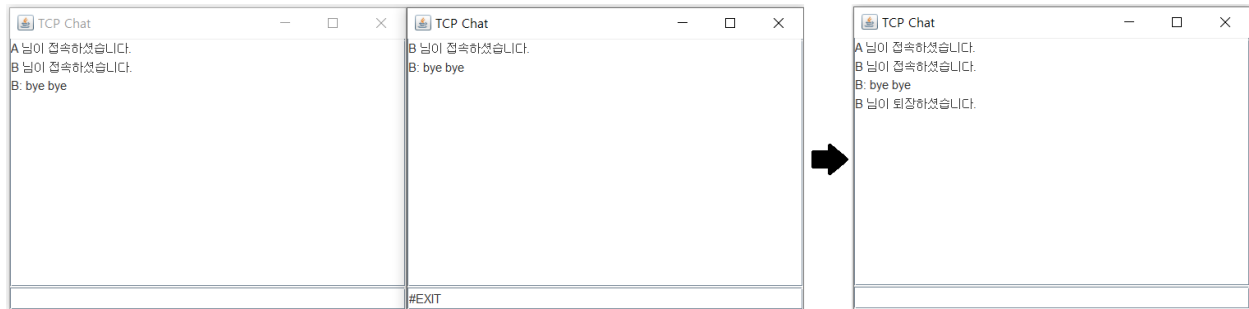 TCP Chat
A 님이 접속하셨습니다.
B 님이 접속하셨습니다.
B: bye bye
TCP Chat
B 님이 접속하셨습니다.
B: bye bye
#EXIT
TCP Chat
A 님이 접속하셨습니다.
B 님이 접속하셨습니다.
B: bye bye
B 님이 퇴장하셨습니다.